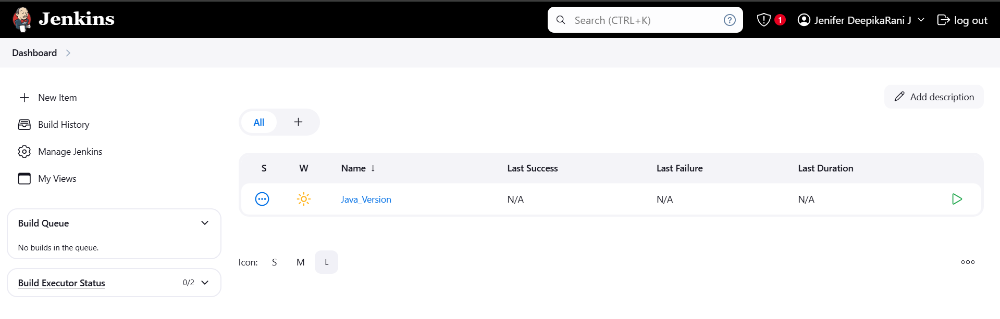 Jenkins
Search (CTRL+K)
?
! 1
Jenifer DeepikaRani J
log out
Dashboard
New Item
Build History
Manage Jenkins
My Views
Build Queue
No builds in the queue.
Build Executor Status 0/2
Add description
All +
S W Name ↓ Last Success Last Failure Last Duration
Java_Version N/A N/A N/A
Icon: S M L